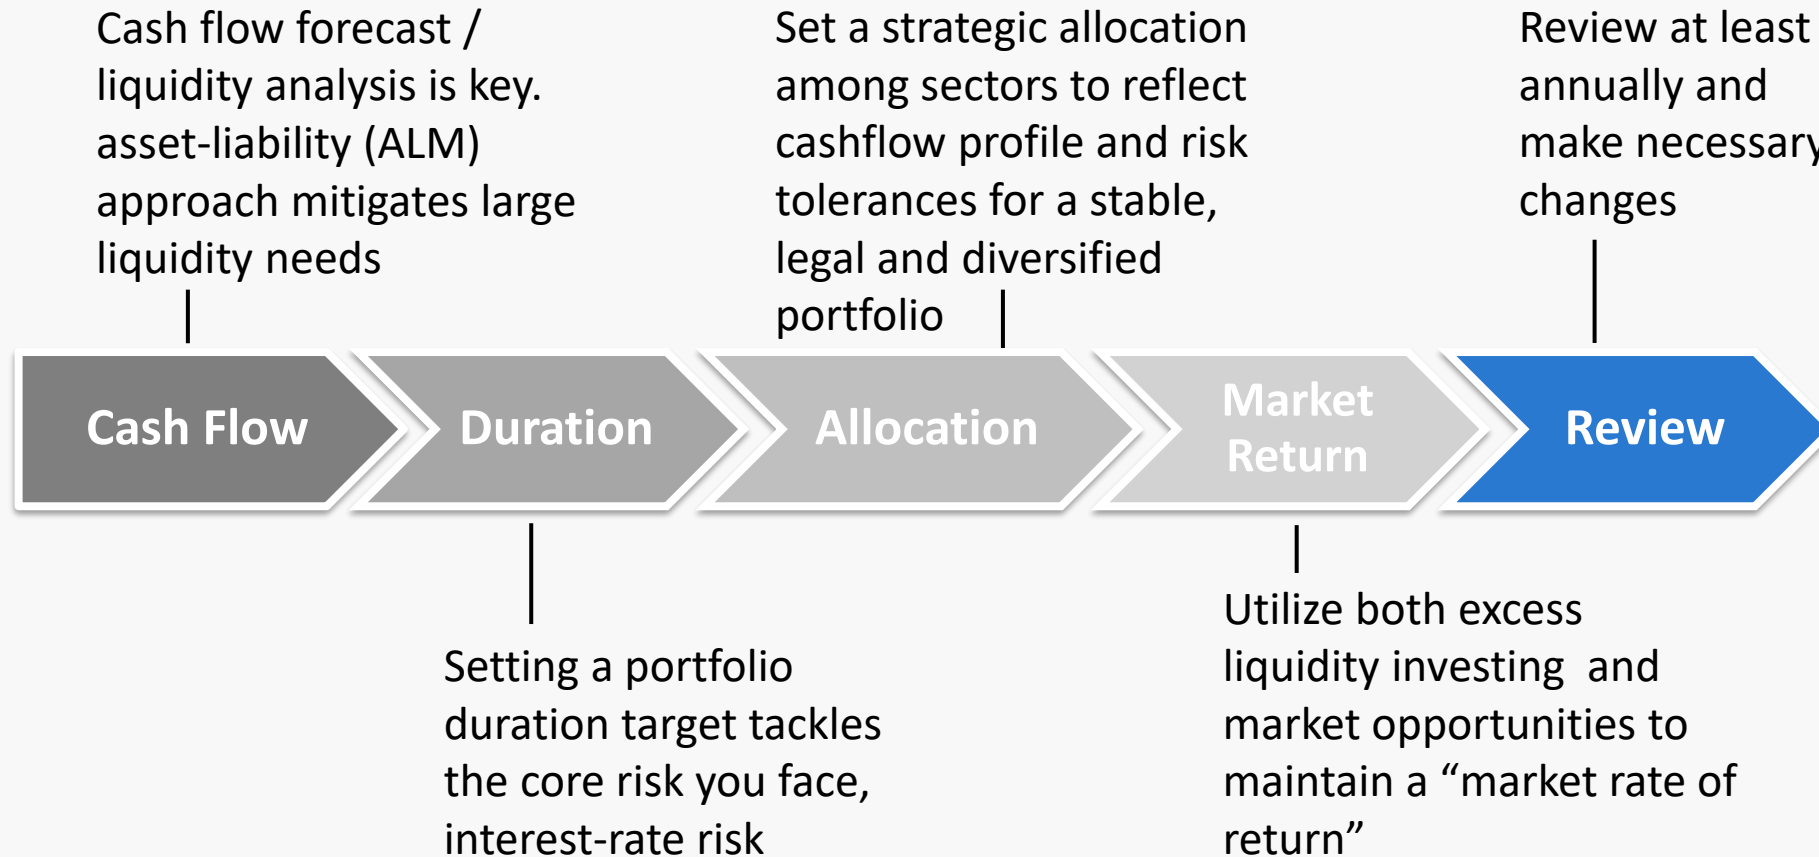 Cash flow forecast /
liquidity analysis is key.
asset-liability (ALM)
approach mitigates large
liquidity needs
Set a strategic allocation
among sectors to reflect
cashflow profile and risk
tolerances for a stable,
legal and diversified
portfolio
Review at least
annually and
make necessary
changes
Cash Flow
Duration
Allocation
Market
Return
Review
Setting a portfolio
duration target tackles
the core risk you face,
interest-rate risk
Utilize both excess
liquidity investing  and
market opportunities to
maintain a “market rate of
return”